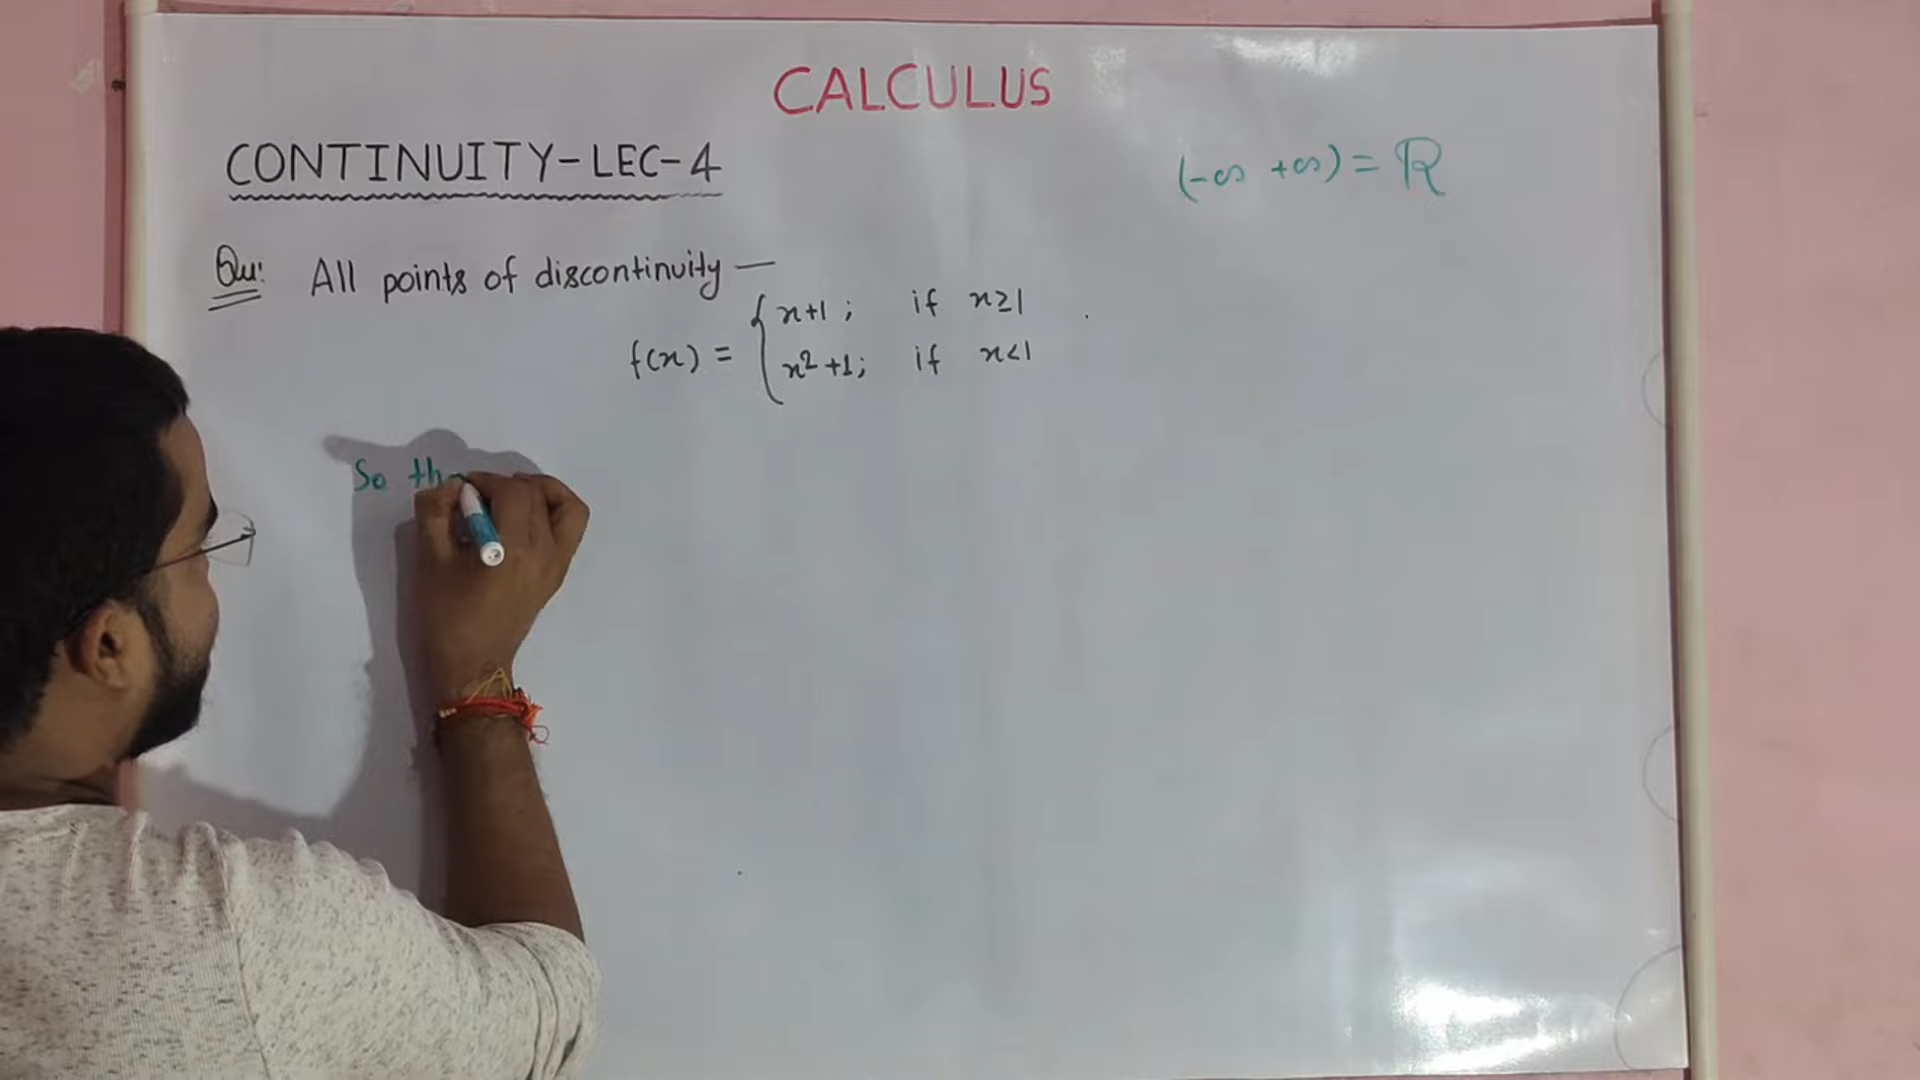 CALCULUS
CONTINUITY-LEC-4
(-∞ +∞) = ℝ
Qu: All points of discontinuity —
f(x) = { x+1 ; if x≥1
x²+1; if x<1
So th